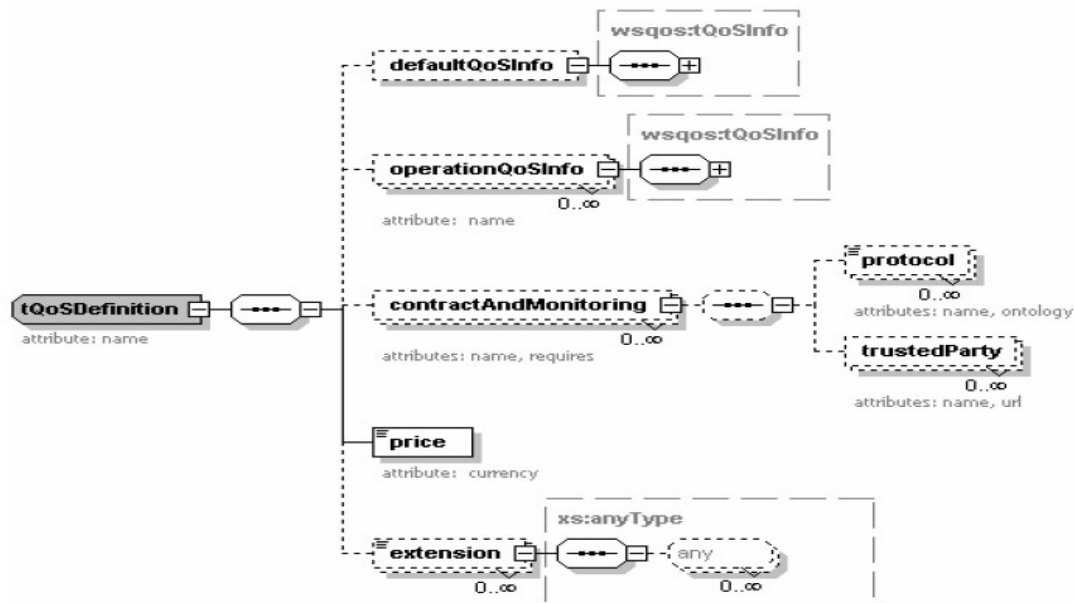 wsqos:tQoSInfo
defaultQoSInfo
wsqos:tQoSInfo
operationQoSInfo
0..∞
attribute: name
protocol
0..∞
attributes: name, ontology
tQoSDefinition
attribute: name
contractAndMonitoring
0..∞
attributes: name, requires
trustedParty
0..∞
attributes: name, url
price
attribute: currency
xs:anyType
extension
0..∞
any
0..∞